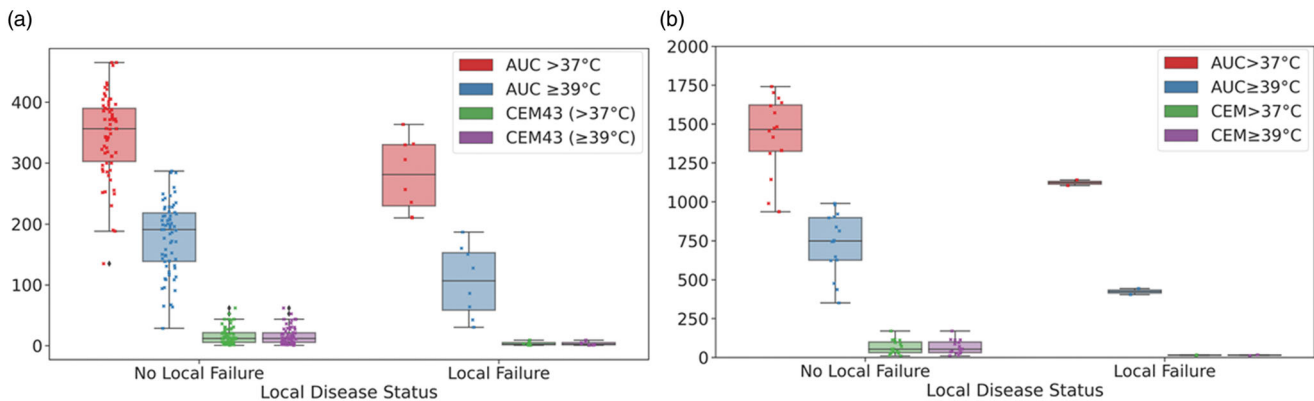 (a)
AUC >37°C
AUC ≥39°C
CEM43 (>37°C)
CEM43 (≥39°C)
400
300
200
100
0
No Local Failure
Local Failure
Local Disease Status
(b)
AUC>37°C
AUC≥39°C
CEM>37°C
CEM≥39°C
2000
1750
1500
1250
1000
750
500
250
0
No Local Failure
Local Failure
Local Disease Status